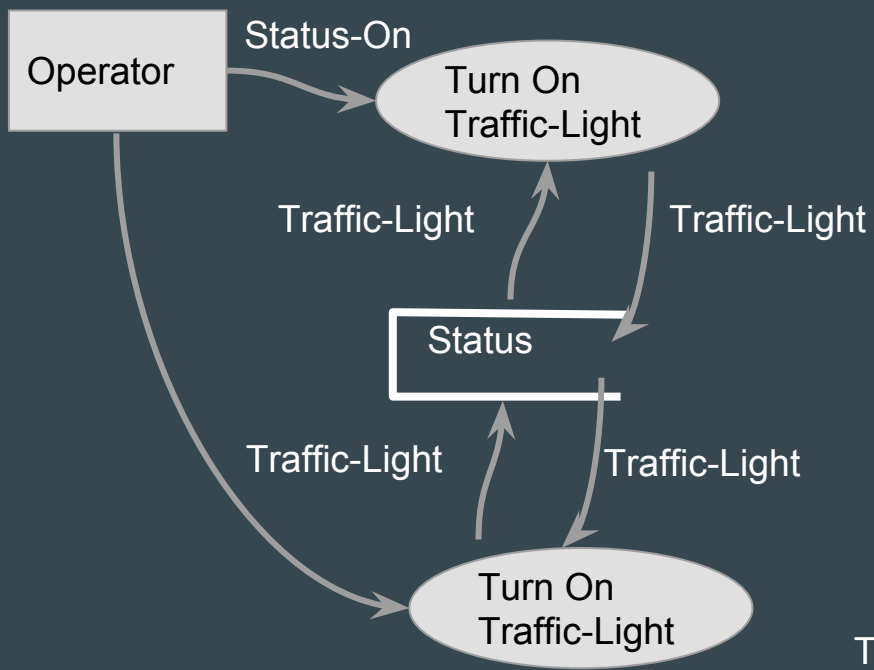 Status-On
Operator
Turn On
Traffic-Light
Traffic-Light
Traffic-Light
Status
Traffic-Light
Traffic-Light
Turn On
Traffic-Light
T